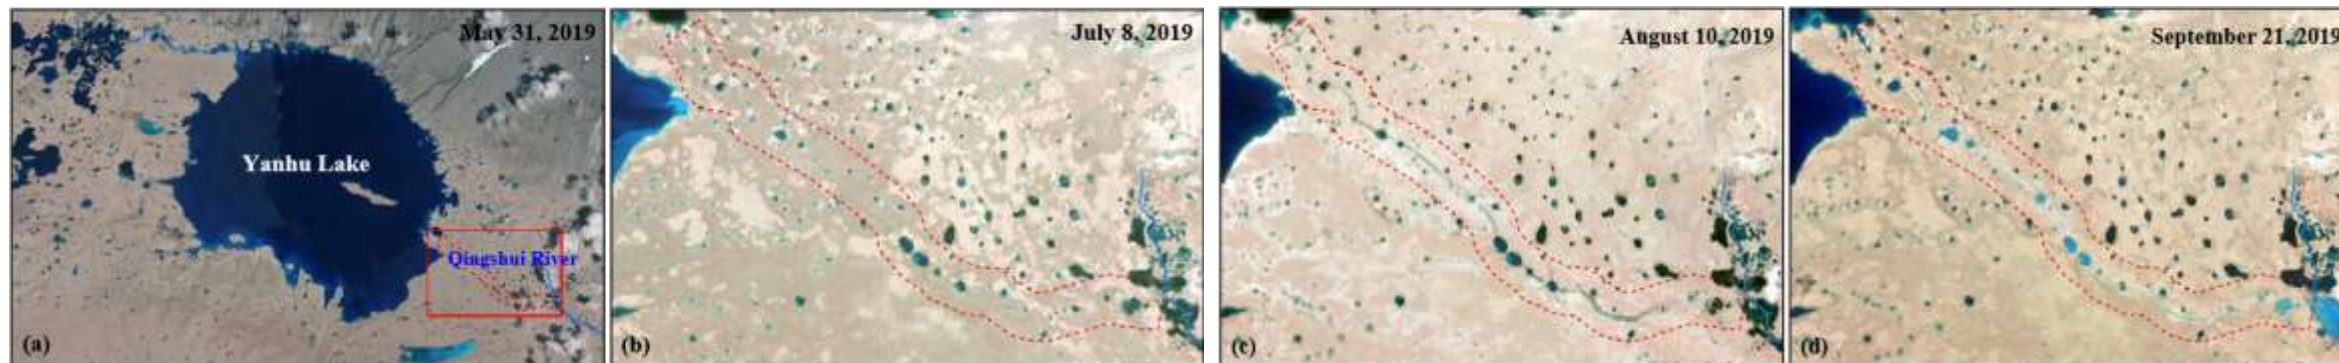 May 31, 2019
Yanhu Lake
Qingshui River
(a)
July 8, 2019
(b)
August 10, 2019
(c)
September 21, 2019
(d)